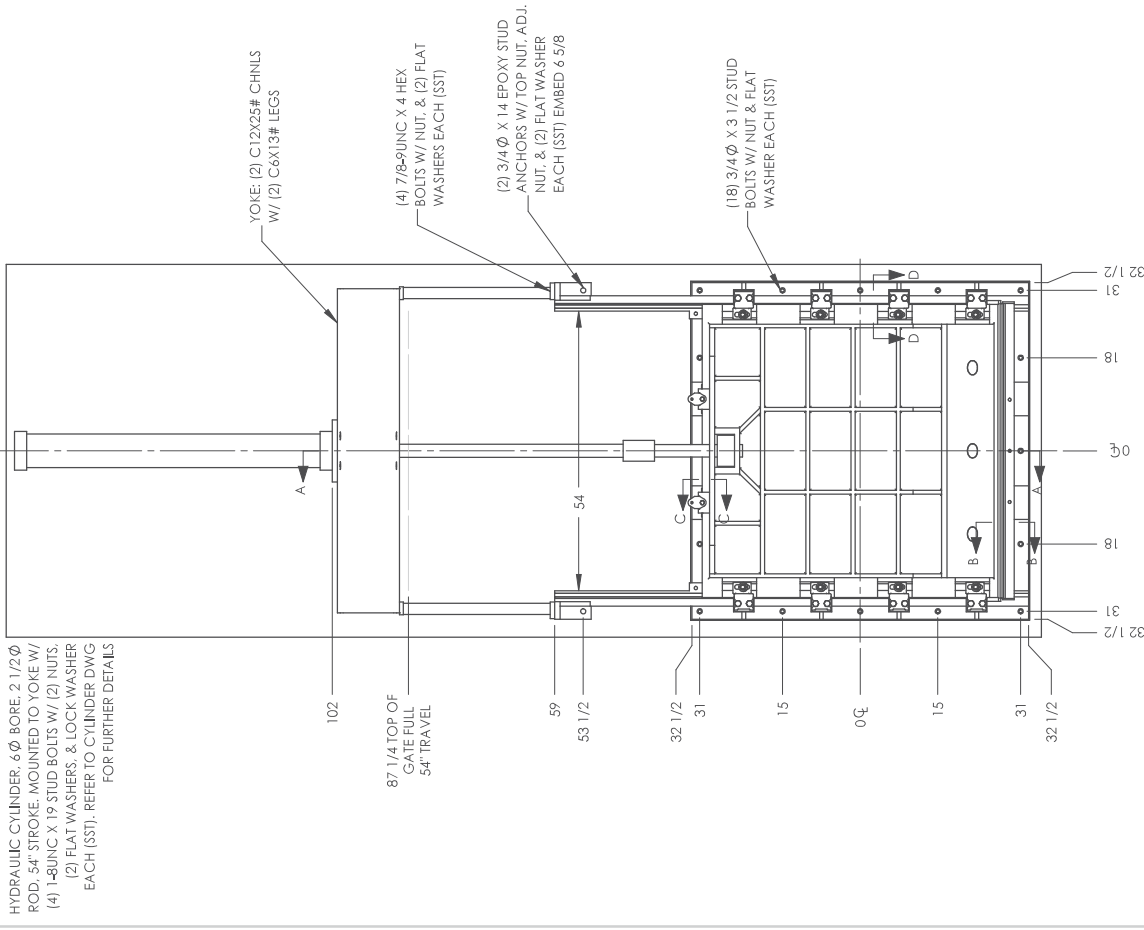 HYDRAULIC CYLINDER, 6Ø BORE, 2 1/2Ø
ROD, 54" STROKE. MOUNTED TO YOKE W/
(4) 1-8UNC X 19 STUD BOLTS W/ (2) NUTS,
(2) FLAT WASHERS, & LOCK WASHER
EACH (SST). REFER TO CYLINDER DWG
FOR FURTHER DETAILS
YOKE: (2) C12X25# CHNLS
W/ (2) C6X13# LEGS
(4) 7/8-9UNC X 4 HEX
BOLTS W/ NUT, & (2) FLAT
WASHERS EACH (SST)
(2) 3/4Ø X 14 EPOXY STUD
ANCHORS W/ TOP NUT, ADJ.
NUT, & (2) FLAT WASHER
EACH (SST) EMBED 6 5/8
(18) 3/4Ø X 3 1/2 STUD
BOLTS W/ NUT & FLAT
WASHER EACH (SST)
102
87 1/4 TOP OF
GATE FULL
54" TRAVEL
59
53 1/2
32 1/2
31
15
0 ℄
15
31
32 1/2
54
A
A
B
B
C
C
D
D
32 1/2
31
18
0 ℄
18
31
32 1/2